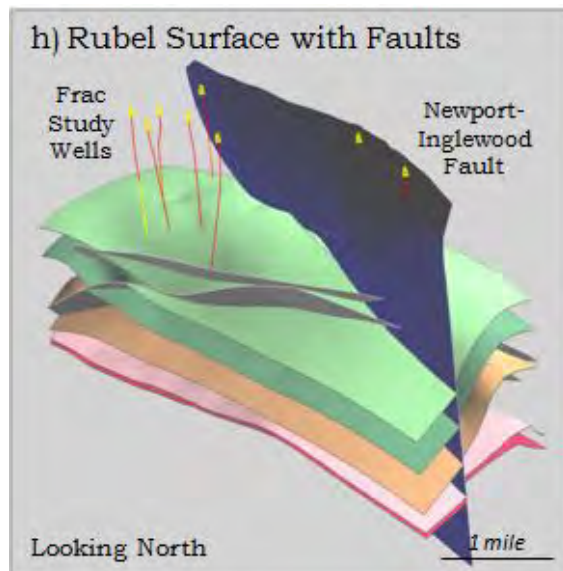 h) Rubel Surface with Faults
Frac
Study
Wells
Newport-
Inglewood
Fault
Looking North
1 mile